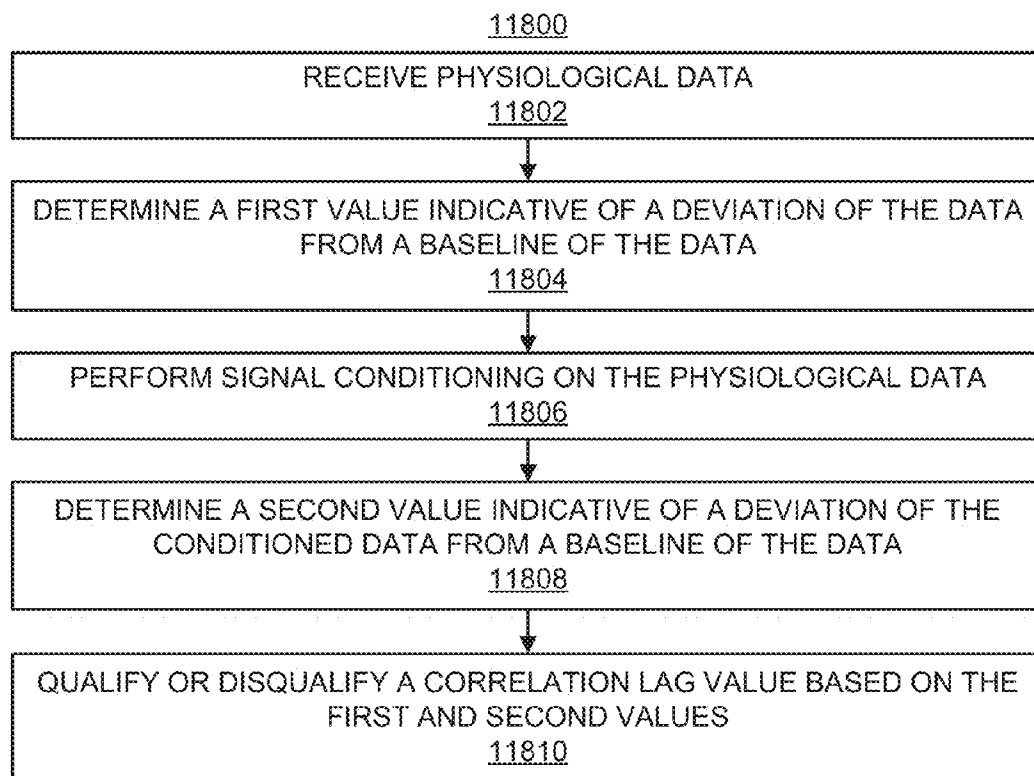 11800
RECEIVE PHYSIOLOGICAL DATA
11802
DETERMINE A FIRST VALUE INDICATIVE OF A DEVIATION OF THE DATA
FROM A BASELINE OF THE DATA
11804
PERFORM SIGNAL CONDITIONING ON THE PHYSIOLOGICAL DATA
11806
DETERMINE A SECOND VALUE INDICATIVE OF A DEVIATION OF THE
CONDITIONED DATA FROM A BASELINE OF THE DATA
11808
QUALIFY OR DISQUALIFY A CORRELATION LAG VALUE BASED ON THE
FIRST AND SECOND VALUES
11810